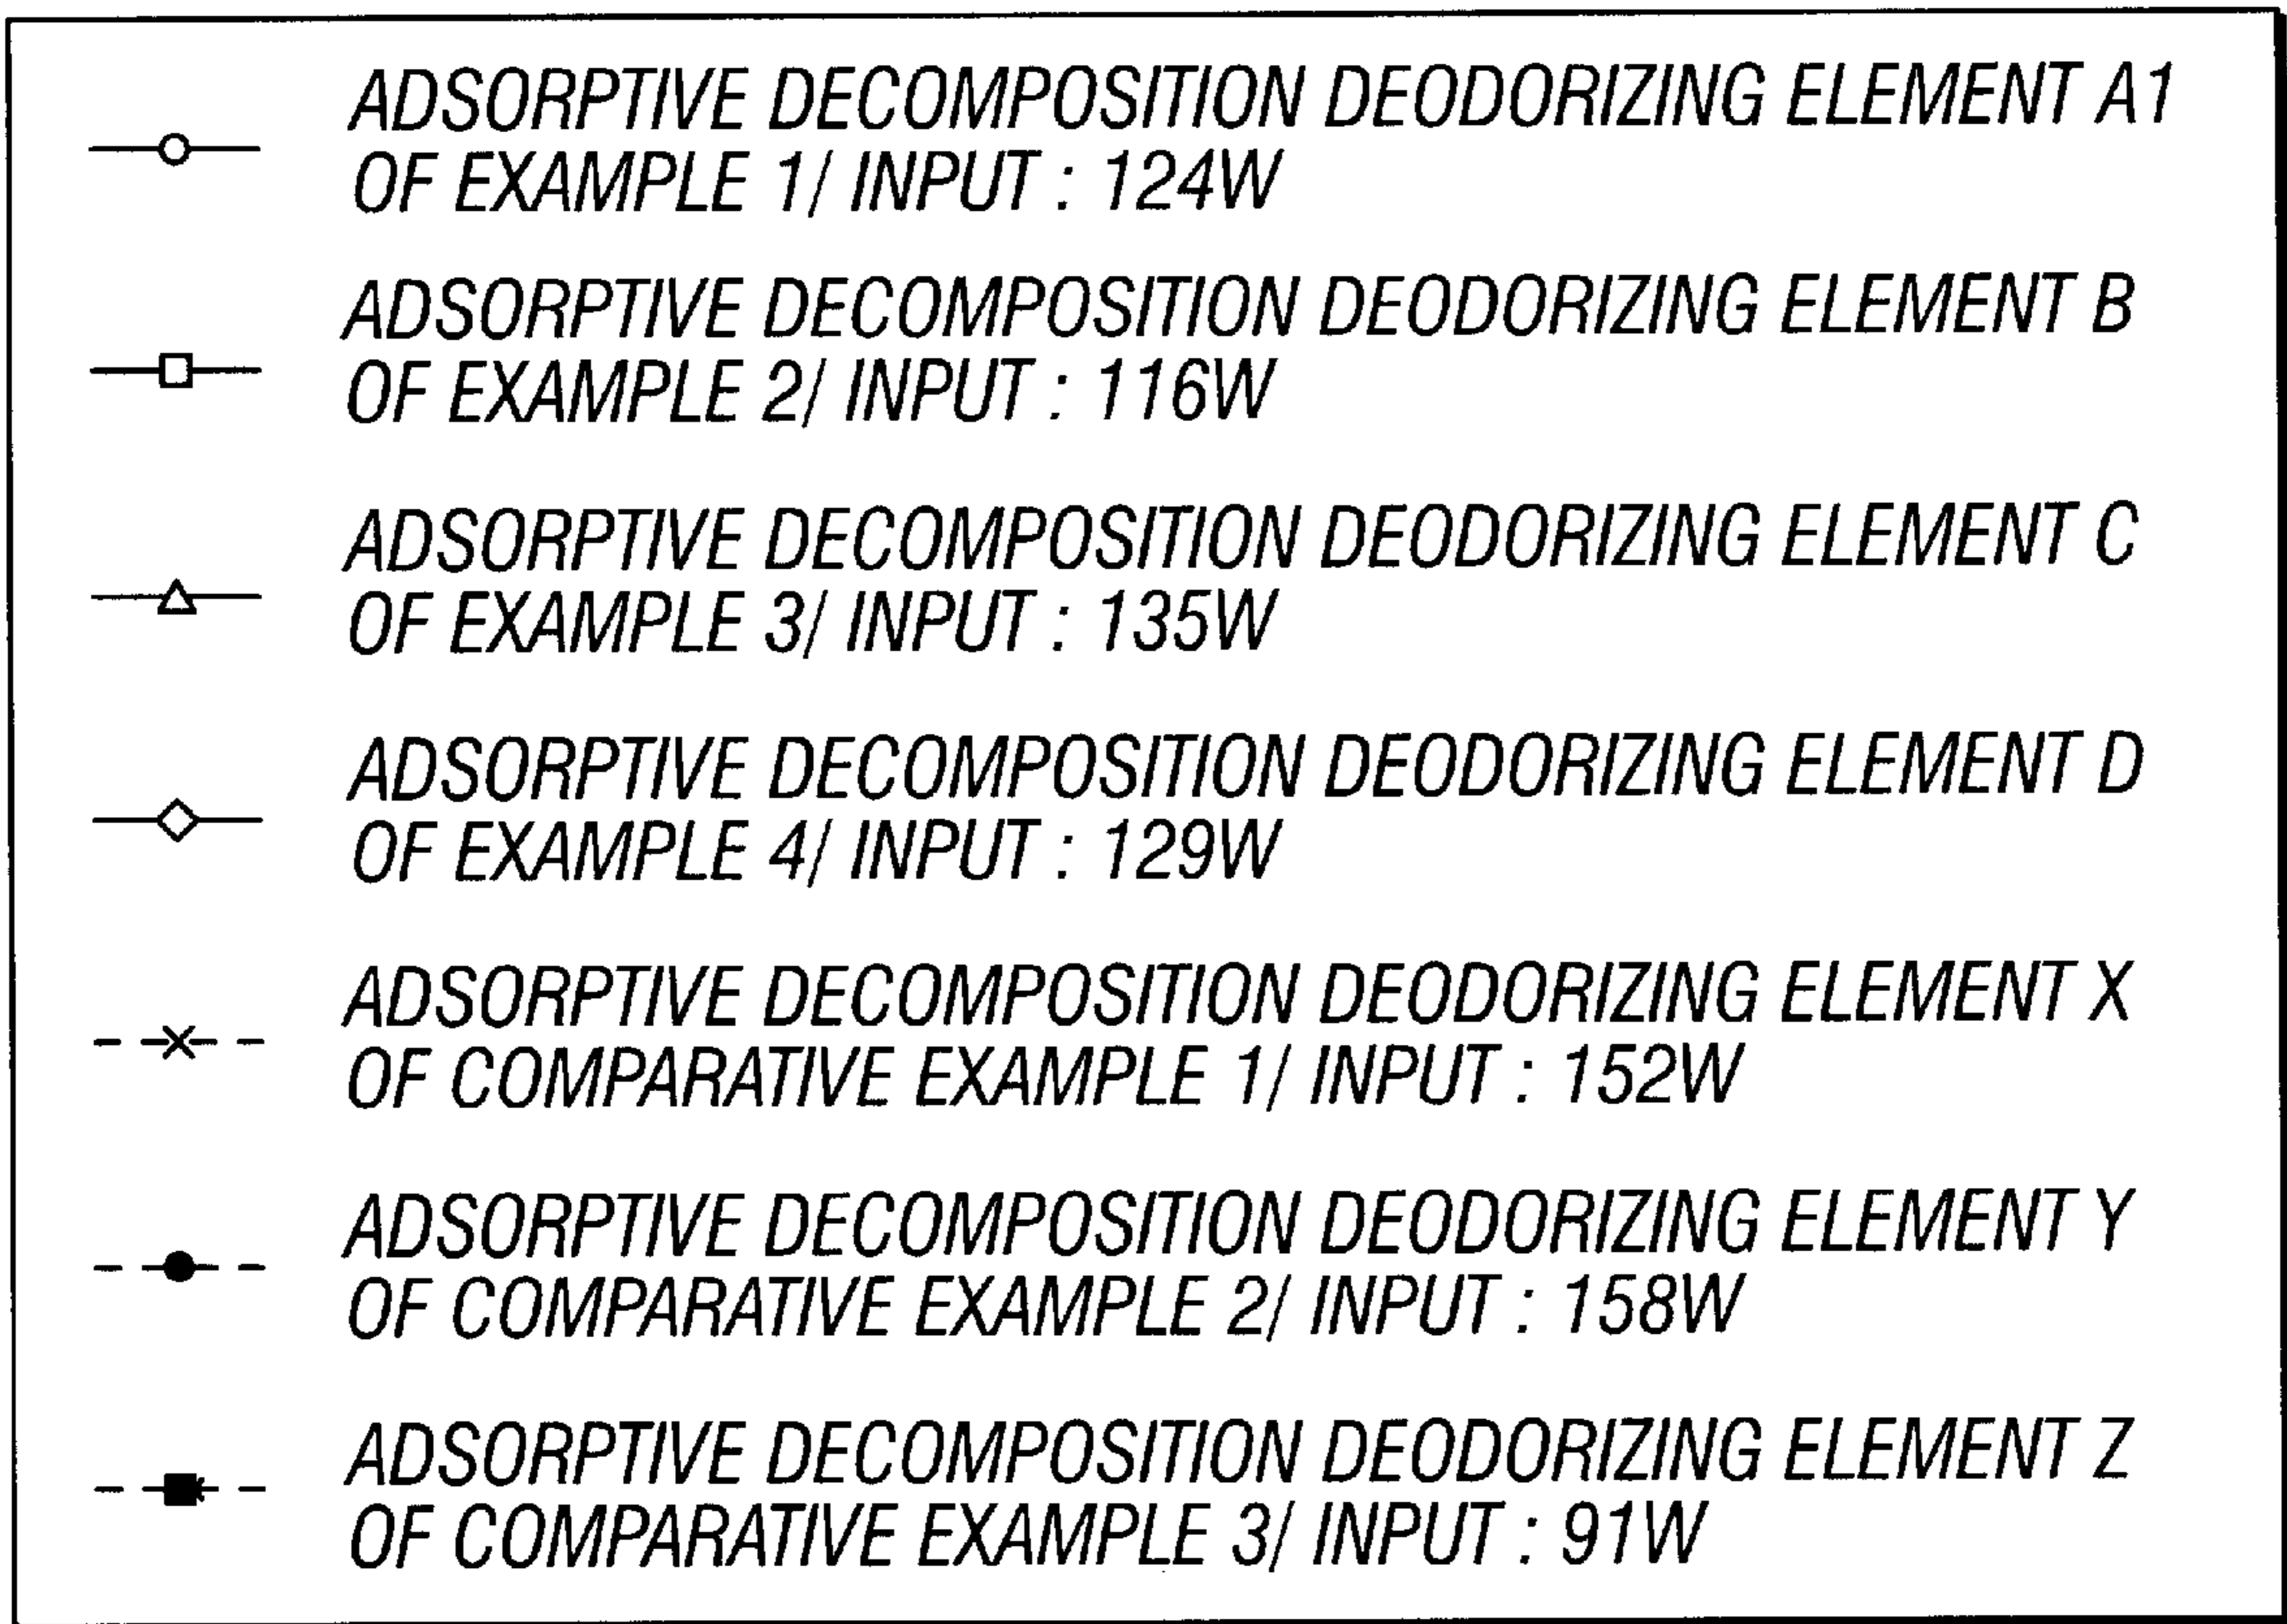 ADSORPTIVE DECOMPOSITION DEODORIZING ELEMENT A1
OF EXAMPLE 1/ INPUT : 124W
ADSORPTIVE DECOMPOSITION DEODORIZING ELEMENT B
OF EXAMPLE 2/ INPUT : 116W
ADSORPTIVE DECOMPOSITION DEODORIZING ELEMENT C
OF EXAMPLE 3/ INPUT : 135W
ADSORPTIVE DECOMPOSITION DEODORIZING ELEMENT D
OF EXAMPLE 4/ INPUT : 129W
ADSORPTIVE DECOMPOSITION DEODORIZING ELEMENT X
OF COMPARATIVE EXAMPLE 1/ INPUT : 152W
ADSORPTIVE DECOMPOSITION DEODORIZING ELEMENT Y
OF COMPARATIVE EXAMPLE 2/ INPUT : 158W
ADSORPTIVE DECOMPOSITION DEODORIZING ELEMENT Z
OF COMPARATIVE EXAMPLE 3/ INPUT : 91W